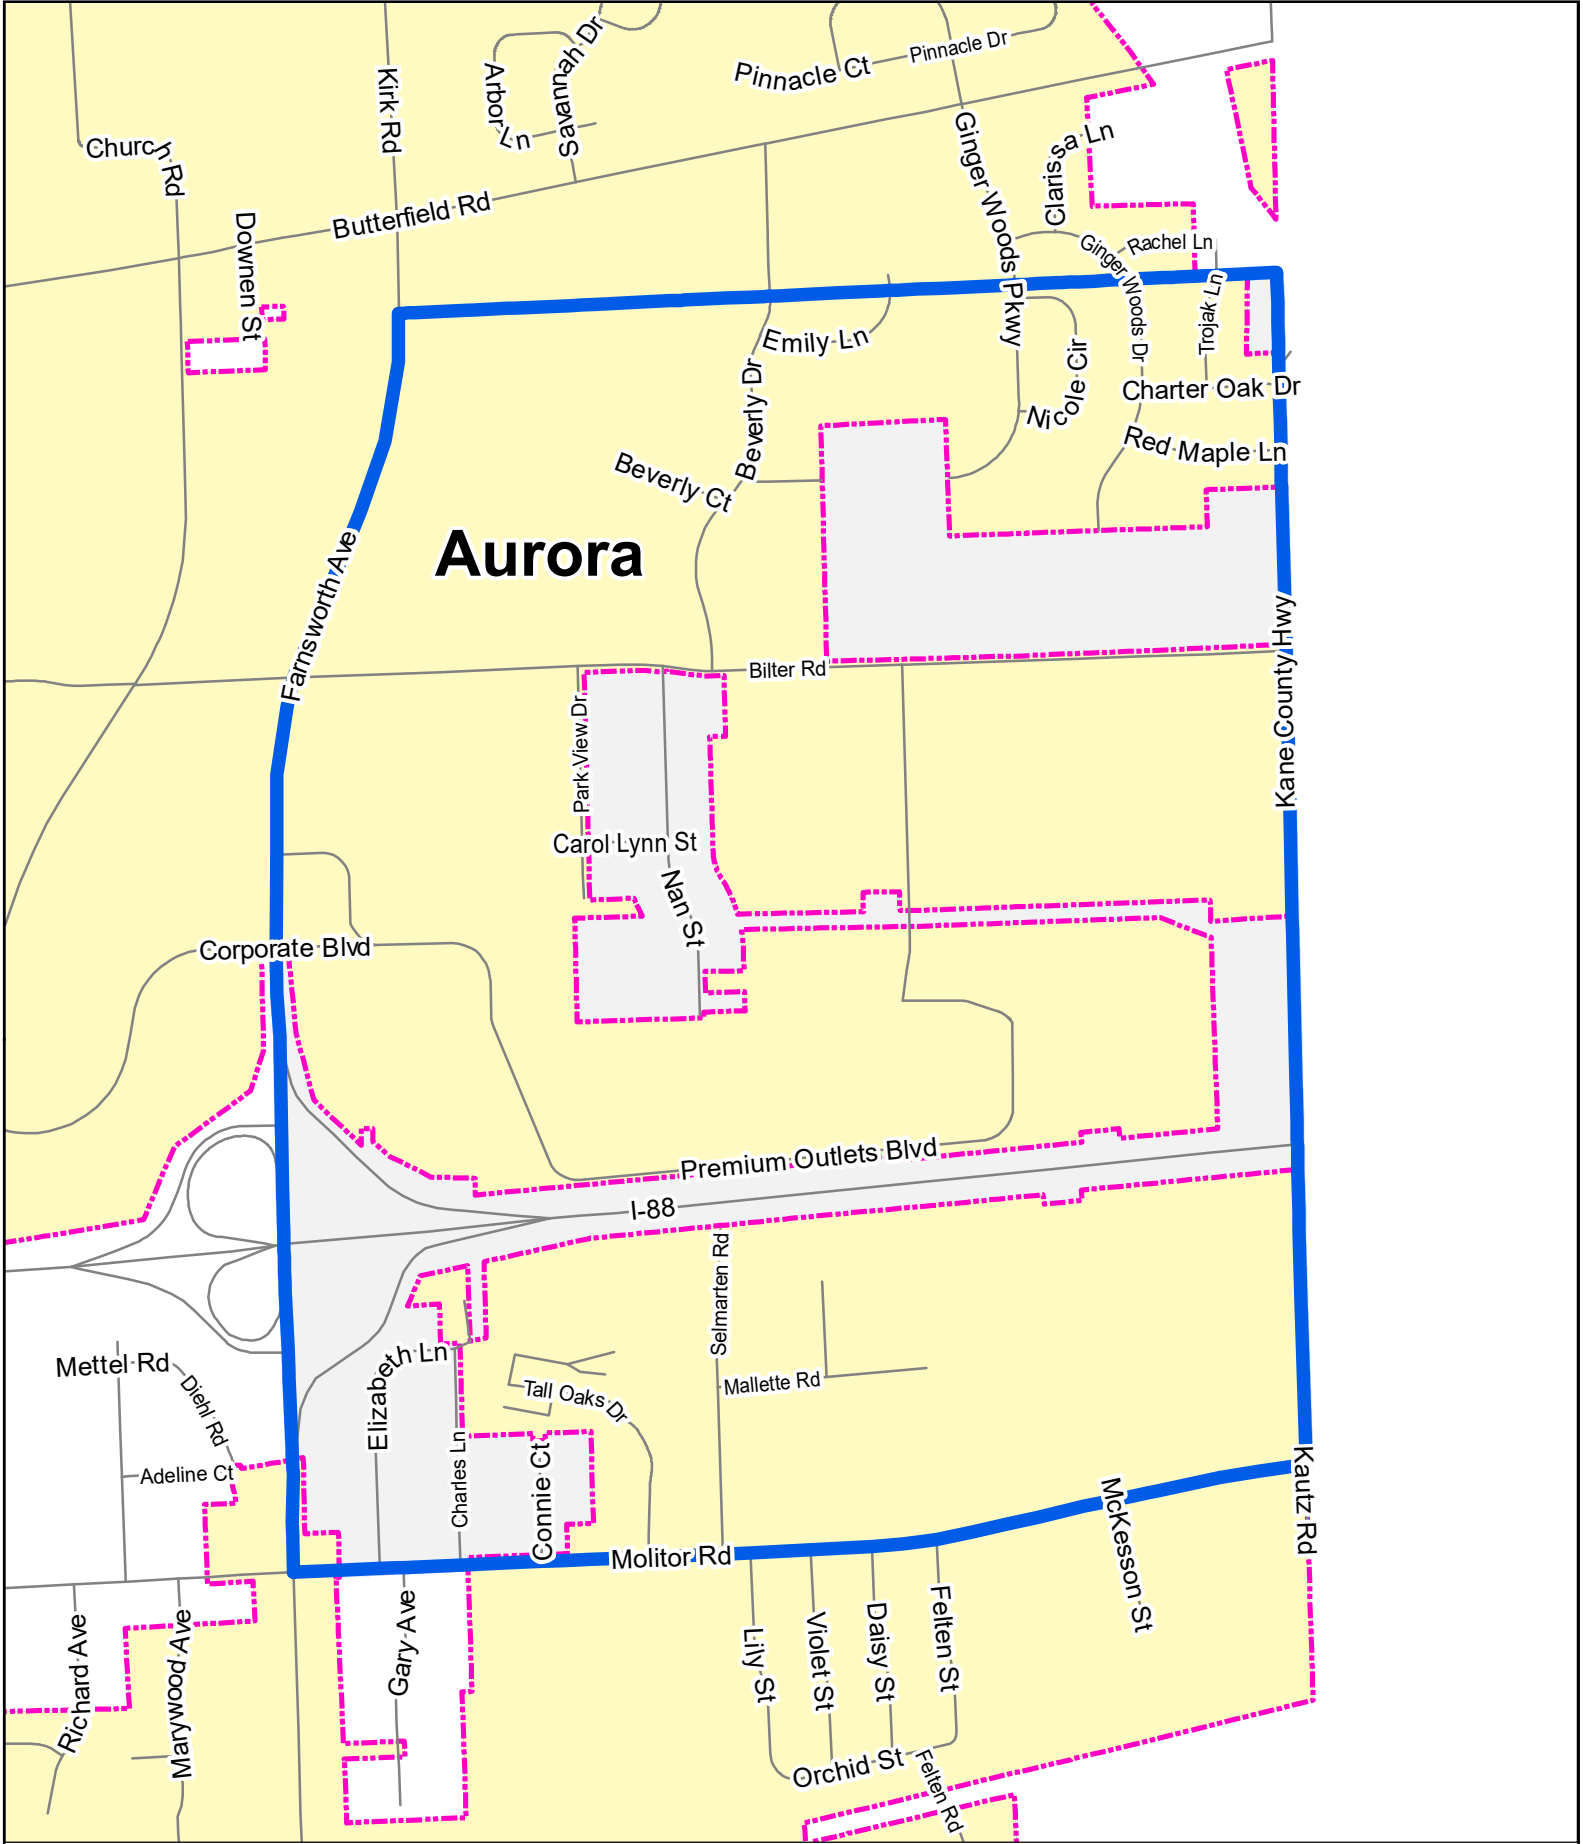 Pinnacle Dr
Savannah Dr
Arbor Ln
Kirk Rd
Pinnacle Ct
Church Rd
Clarissa Ln
Butterfield Rd
Ginger Woods Pkwy
Downen St
Rachel Ln
Ginger Woods Dr
Trojak Ln
Emily Ln
Nicole Cir
Charter Oak Dr
Beverly Dr
Red Maple Ln
Beverly Ct
Aurora
Farnsworth Ave
Kane County Hwy
Bilter Rd
Park View Dr
Carol Lynn St
Nan St
Corporate Blvd
Premium Outlets Blvd
I-88
Selmarten Rd
Mettel Rd
Elizabeth Ln
Diehl Rd
Tall Oaks Dr
Mallette Rd
Adeline Ct
Charles Ln
Connie Ct
McKesson St
Kautz Rd
Molitor Rd
Richard Ave
Marywood Ave
Gary Ave
Lily St
Violet St
Daisy St
Felten St
Orchid St
Felten Rd